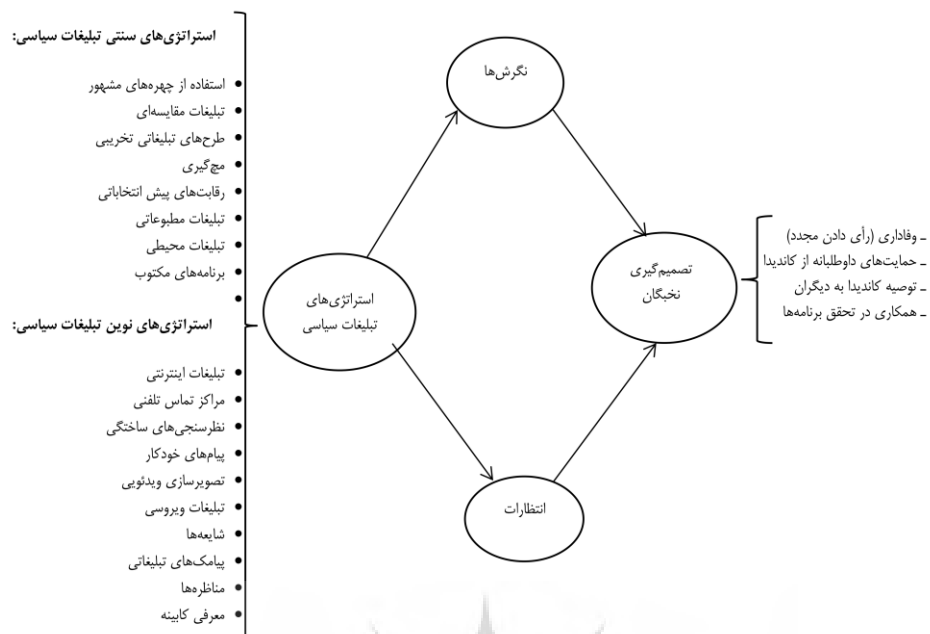 استراتژی‌های سنتی تبلیغات سیاسی:
• استفاده از چهره‌های مشهور
• تبلیغات مقایسه‌ای
• طرح‌های تبلیغاتی تخریبی
• مچ‌گیری
• رقابت‌های پیش انتخاباتی
• تبلیغات مطبوعاتی
• تبلیغات محیطی
• برنامه‌های مکتوب
•
استراتژی‌های نوین تبلیغات سیاسی:
• تبلیغات اینترنتی
• مراکز تماس تلفنی
• نظرسنجی‌های ساختگی
• پیام‌های خودکار
• تصویرسازی ویدئویی
• تبلیغات ویروسی
• شایعه‌ها
• پیامک‌های تبلیغاتی
• مناظره‌ها
• معرفی کابینه
استراتژی‌های
تبلیغات سیاسی
نگرش‌ها
انتظارات
تصمیم‌گیری
نخبگان
ـ وفاداری (رأی دادن مجدد)
ـ حمایت‌های داوطلبانه از کاندیدا
ـ توصیه کاندیدا به دیگران
ـ همکاری در تحقق برنامه‌ها